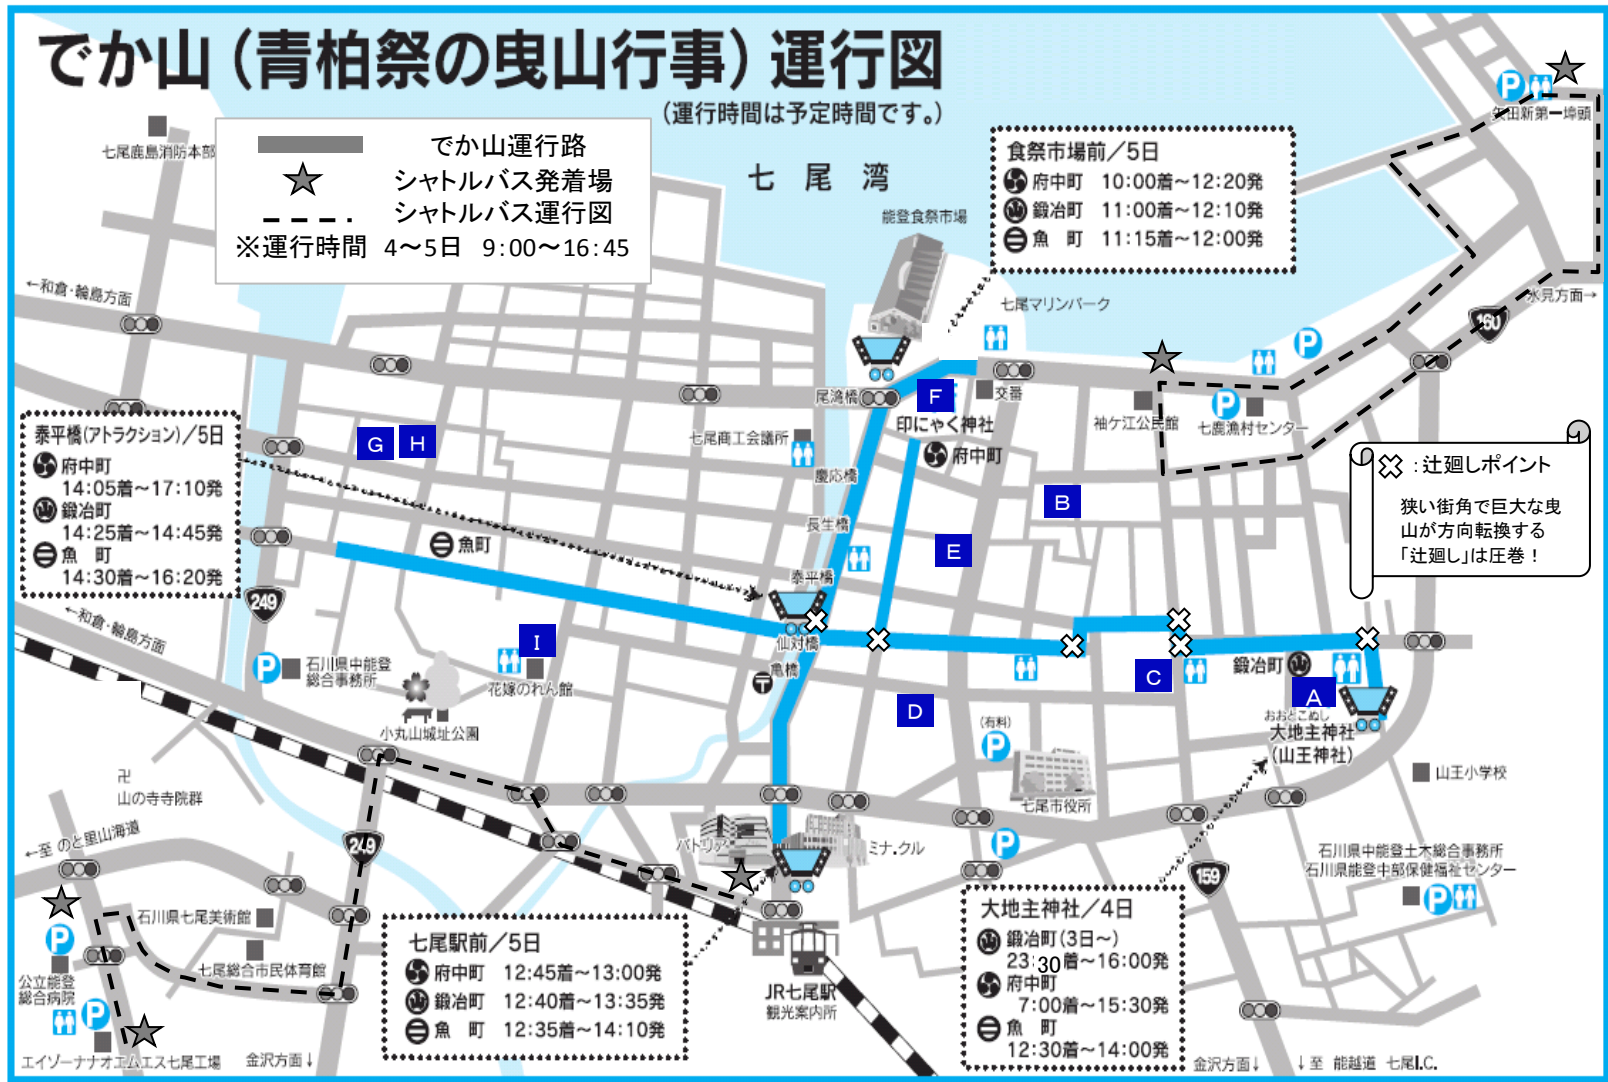 でか山（青柏祭の曳山行事）運行図
（運行時間は予定時間です。）
七尾鹿島消防本部
でか山運行路
シャトルバス発着場
シャトルバス運行図
※運行時間 4～5日 9:00～16:45
七尾湾
能登食祭市場
食祭市場前／5日
府中町 10:00着～12:20発
鍛冶町 11:00着～12:10発
魚 町 11:15着～12:00発
P
矢田新第一埠頭
←和倉・輪島方面
七尾マリンパーク
氷見方面→
160
P
尾湾橋
F
交番
印にゃく神社
府中町
袖ケ江公民館
P
七鹿漁村センター
泰平橋(アトラクション)／5日
府中町
14:05着～17:10発
鍛冶町
14:25着～14:45発
魚 町
14:30着～16:20発
G
H
七尾商工会議所
慶応橋
長生橋
B
E
：辻廻しポイント
狭い街角で巨大な曳
山が方向転換する
「辻廻し」は圧巻！
魚町
泰平橋
249
←和倉・輪島方面
仙対橋
亀橋
I
P
石川県中能登
総合事務所
花嫁のれん館
小丸山城址公園
D
C
鍛冶町
A
おおとこぬし
大地主神社
(山王神社)
(有料)
P
七尾市役所
山王小学校
卍
山の寺寺院群
←至 のと里山海道
249
パトリア
ミナ.クル
P
159
石川県中能登土木総合事務所
石川県能登中部保健福祉センター
P
石川県七尾美術館
七尾総合市民体育館
P
公立能登
総合病院
P
エイゾーナナオエムエス七尾工場
金沢方面↓
七尾駅前／5日
府中町 12:45着～13:00発
鍛冶町 12:40着～13:35発
魚 町 12:35着～14:10発
JR七尾駅
観光案内所
大地主神社／4日
鍛冶町(3日～)
23:30着～16:00発
府中町
7:00着～15:30発
魚 町
12:30着～14:00発
金沢方面↓
↓至 能越道 七尾I.C.